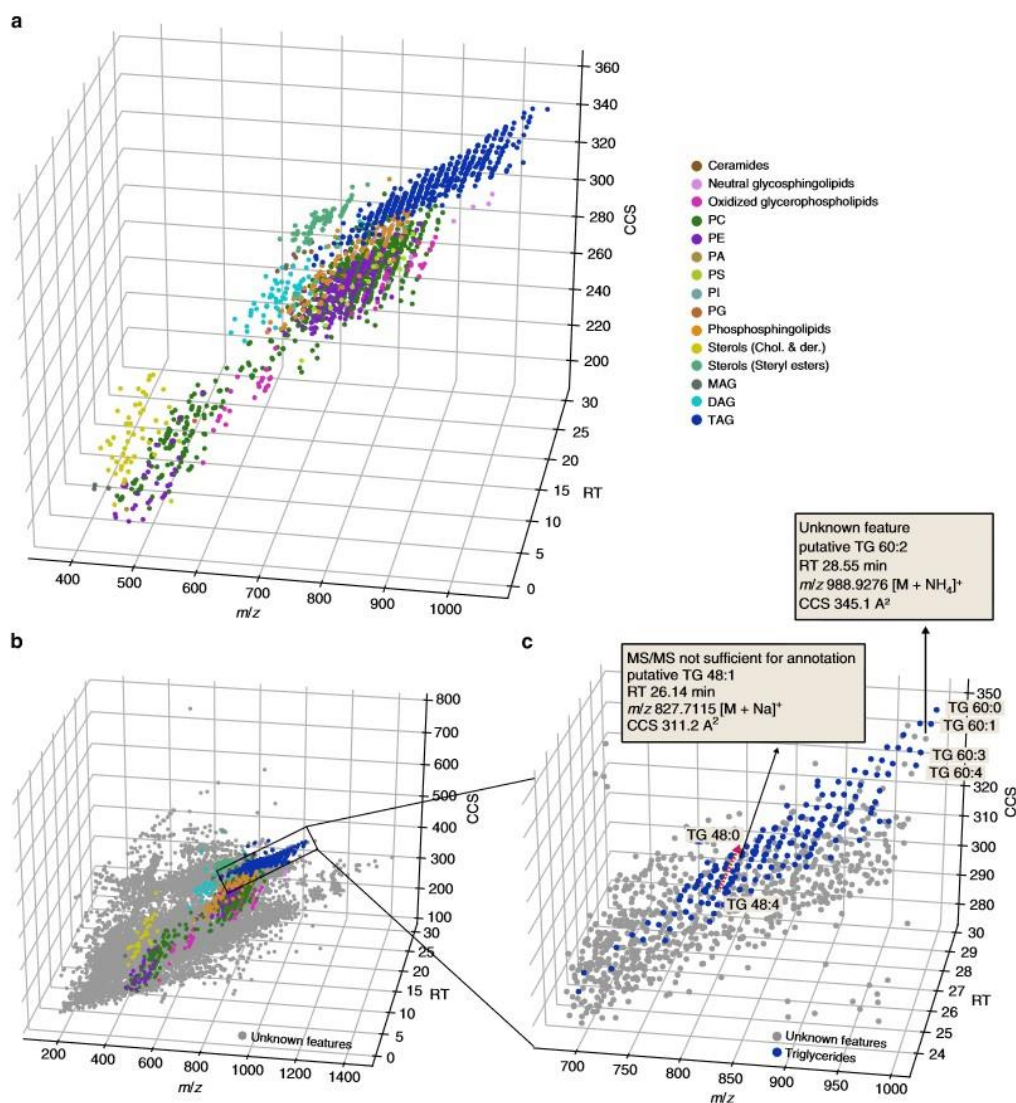 a
360
340
320
300
280
260
240
220
200
CCS
30
25
20
15
10
5
0
RT
400
500
600
700
800
900
1000
m/z
Ceramides
Neutral glycosphingolipids
Oxidized glycerophospholipids
PC
PE
PA
PS
PI
PG
Phosphosphingolipids
Sterols (Chol. & der.)
Sterols (Steryl esters)
MAG
DAG
TAG
b
800
700
600
500
400
300
200
100
CCS
30
25
20
15
10
5
0
RT
Unknown features
200
400
600
800
1000
1200
1400
m/z
c
Unknown feature
putative TG 60:2
RT 28.55 min
m/z 988.9276 [M + NH₄]⁺
CCS 345.1 A²
MS/MS not sufficient for annotation
putative TG 48:1
RT 26.14 min
m/z 827.7115 [M + Na]⁺
CCS 311.2 A²
350
TG 60:0
TG 60:1
TG 60:3
TG 60:4
320
310
300
290
280
CCS
TG 48:0
TG 48:4
30
29
28
27
26
25
24
RT
Unknown features
Triglycerides
700
750
800
850
900
950
1000
m/z